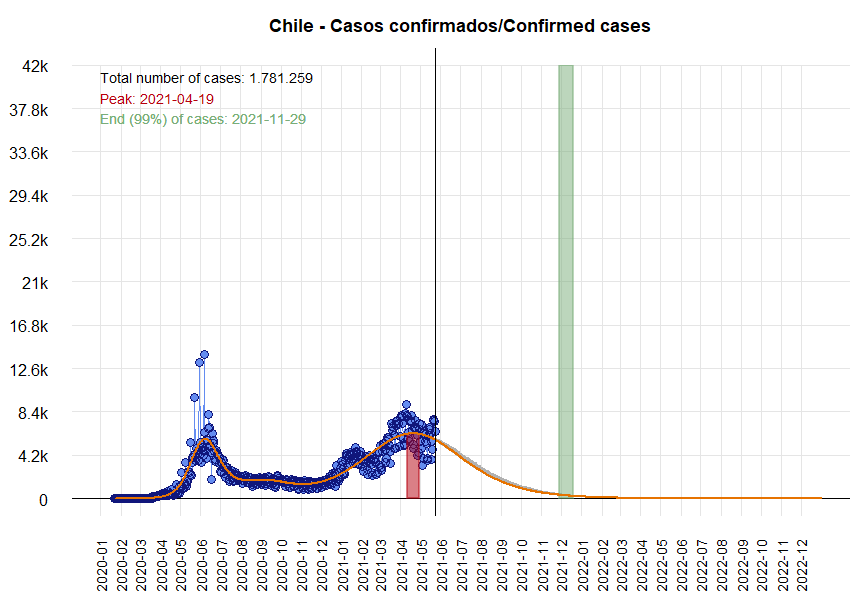 Chile - Casos confirmados/Confirmed cases
42k
Total number of cases: 1.781.259
Peak: 2021-04-19
End (99%) of cases: 2021-11-29
37.8k
33.6k
29.4k
25.2k
21k
16.8k
12.6k
8.4k
4.2k
0
2020-01
2020-02
2020-03
2020-04
2020-05
2020-06
2020-07
2020-08
2020-09
2020-10
2020-11
2020-12
2021-01
2021-02
2021-03
2021-04
2021-05
2021-06
2021-07
2021-08
2021-09
2021-10
2021-11
2021-12
2022-01
2022-02
2022-03
2022-04
2022-05
2022-06
2022-07
2022-08
2022-09
2022-10
2022-11
2022-12